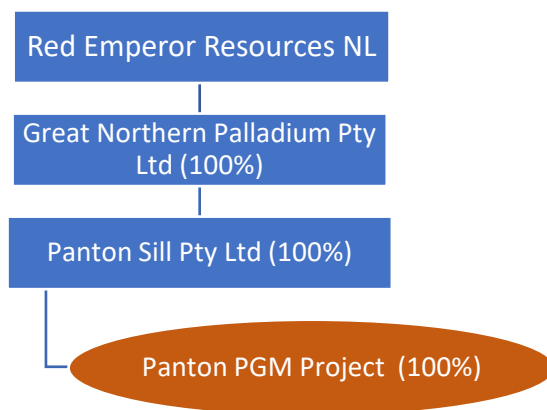 Red Emperor Resources NL
Great Northern Palladium Pty
Ltd (100%)
Panton Sill Pty Ltd (100%)
Panton PGM Project (100%)